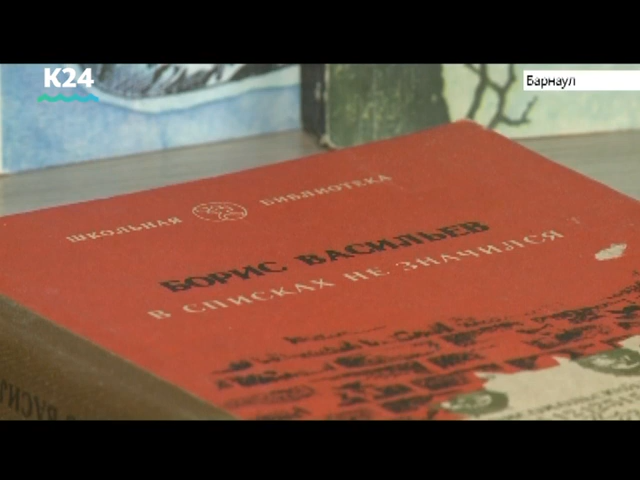 К24
Барнаул
ШКОЛЬНАЯ БИБЛИОТЕКА
БОРИС ВАСИЛЬЕВ
В СПИСКАХ НЕ ЗНАЧИЛСЯ